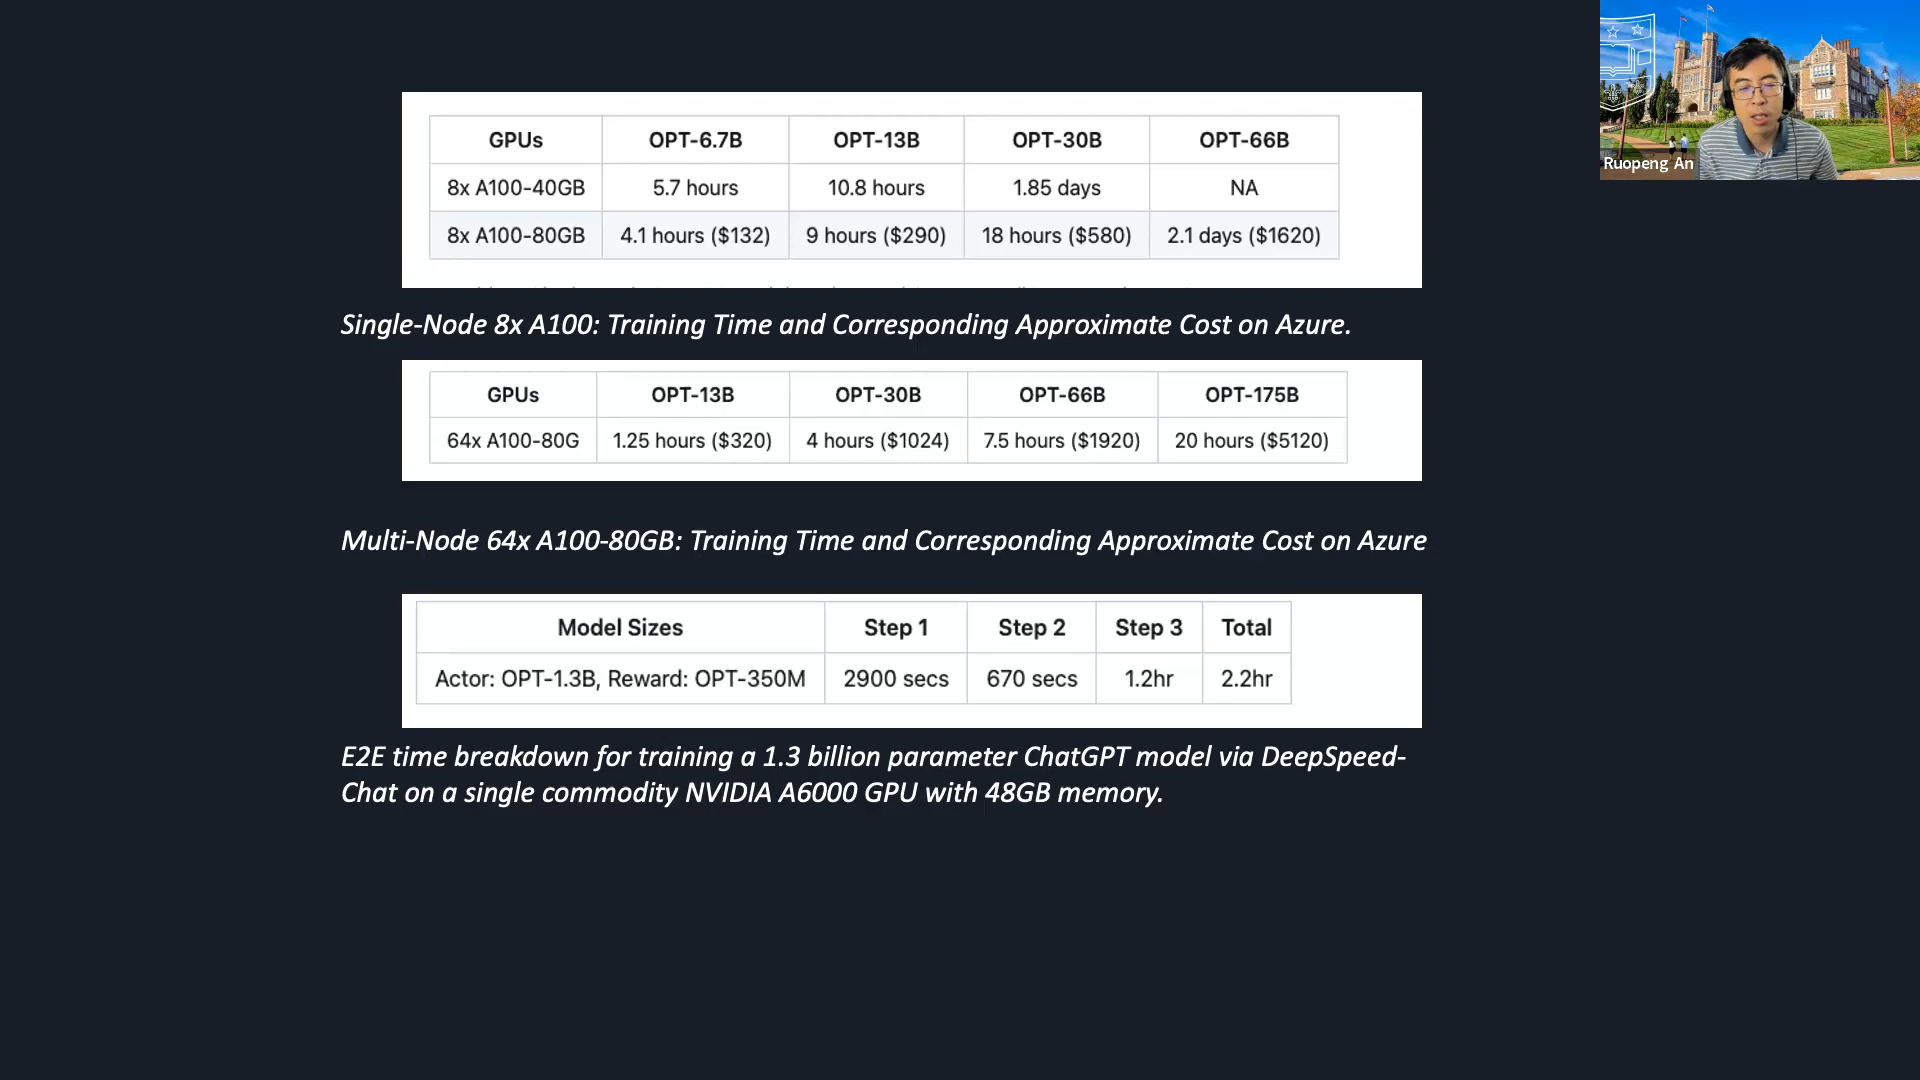 GPUs OPT-6.7B OPT-13B OPT-30B OPT-66B
8x A100-40GB 5.7 hours 10.8 hours 1.85 days NA
8x A100-80GB 4.1 hours ($132) 9 hours ($290) 18 hours ($580) 2.1 days ($1620)
Single-Node 8x A100: Training Time and Corresponding Approximate Cost on Azure.
GPUs OPT-13B OPT-30B OPT-66B OPT-175B
64x A100-80G 1.25 hours ($320) 4 hours ($1024) 7.5 hours ($1920) 20 hours ($5120)
Multi-Node 64x A100-80GB: Training Time and Corresponding Approximate Cost on Azure
Model Sizes Step 1 Step 2 Step 3 Total
Actor: OPT-1.3B, Reward: OPT-350M 2900 secs 670 secs 1.2hr 2.2hr
E2E time breakdown for training a 1.3 billion parameter ChatGPT model via DeepSpeed-
Chat on a single commodity NVIDIA A6000 GPU with 48GB memory.
Ruopeng An